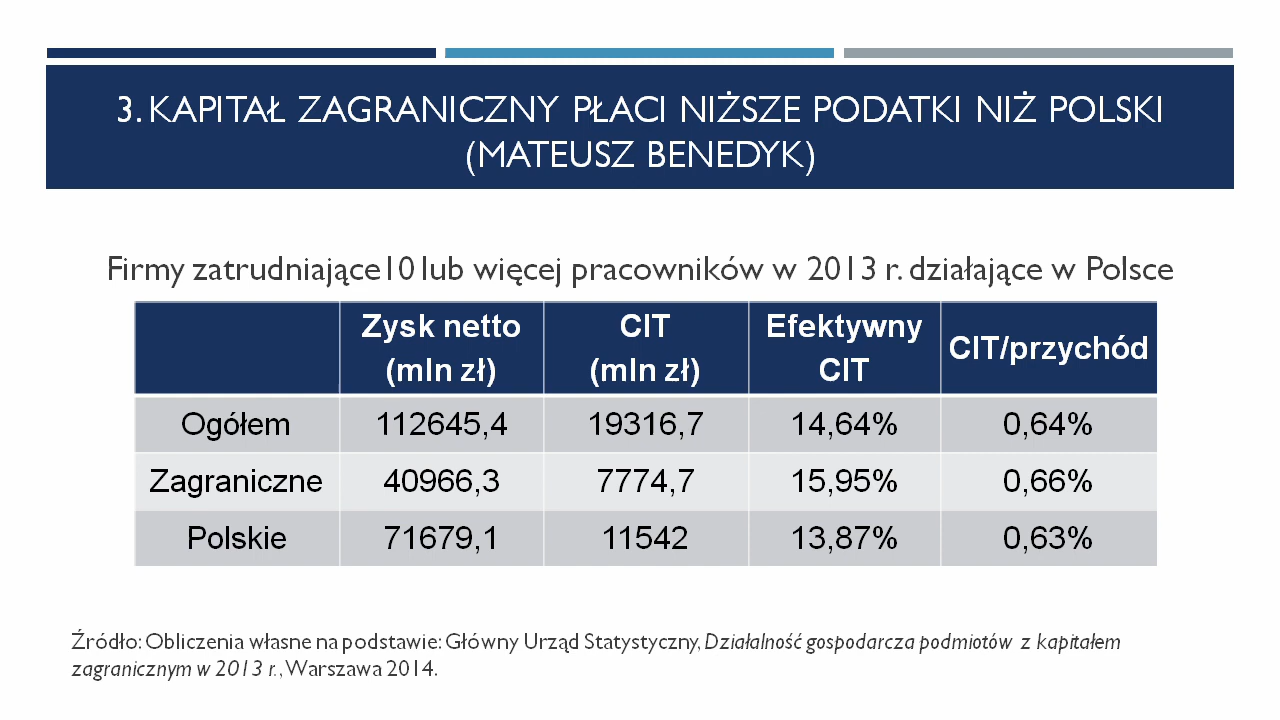 3. KAPITAŁ ZAGRANICZNY PŁACI NIŻSZE PODATKI NIŻ POLSKI
(MATEUSZ BENEDYK)
Firmy zatrudniające10 lub więcej pracowników w 2013 r. działające w Polsce
Zysk netto (mln zł) CIT (mln zł) Efektywny CIT CIT/przychód
Ogółem 112645,4 19316,7 14,64% 0,64%
Zagraniczne 40966,3 7774,7 15,95% 0,66%
Polskie 71679,1 11542 13,87% 0,63%
Źródło: Obliczenia własne na podstawie: Główny Urząd Statystyczny, Działalność gospodarcza podmiotów z kapitałem
zagranicznym w 2013 r., Warszawa 2014.